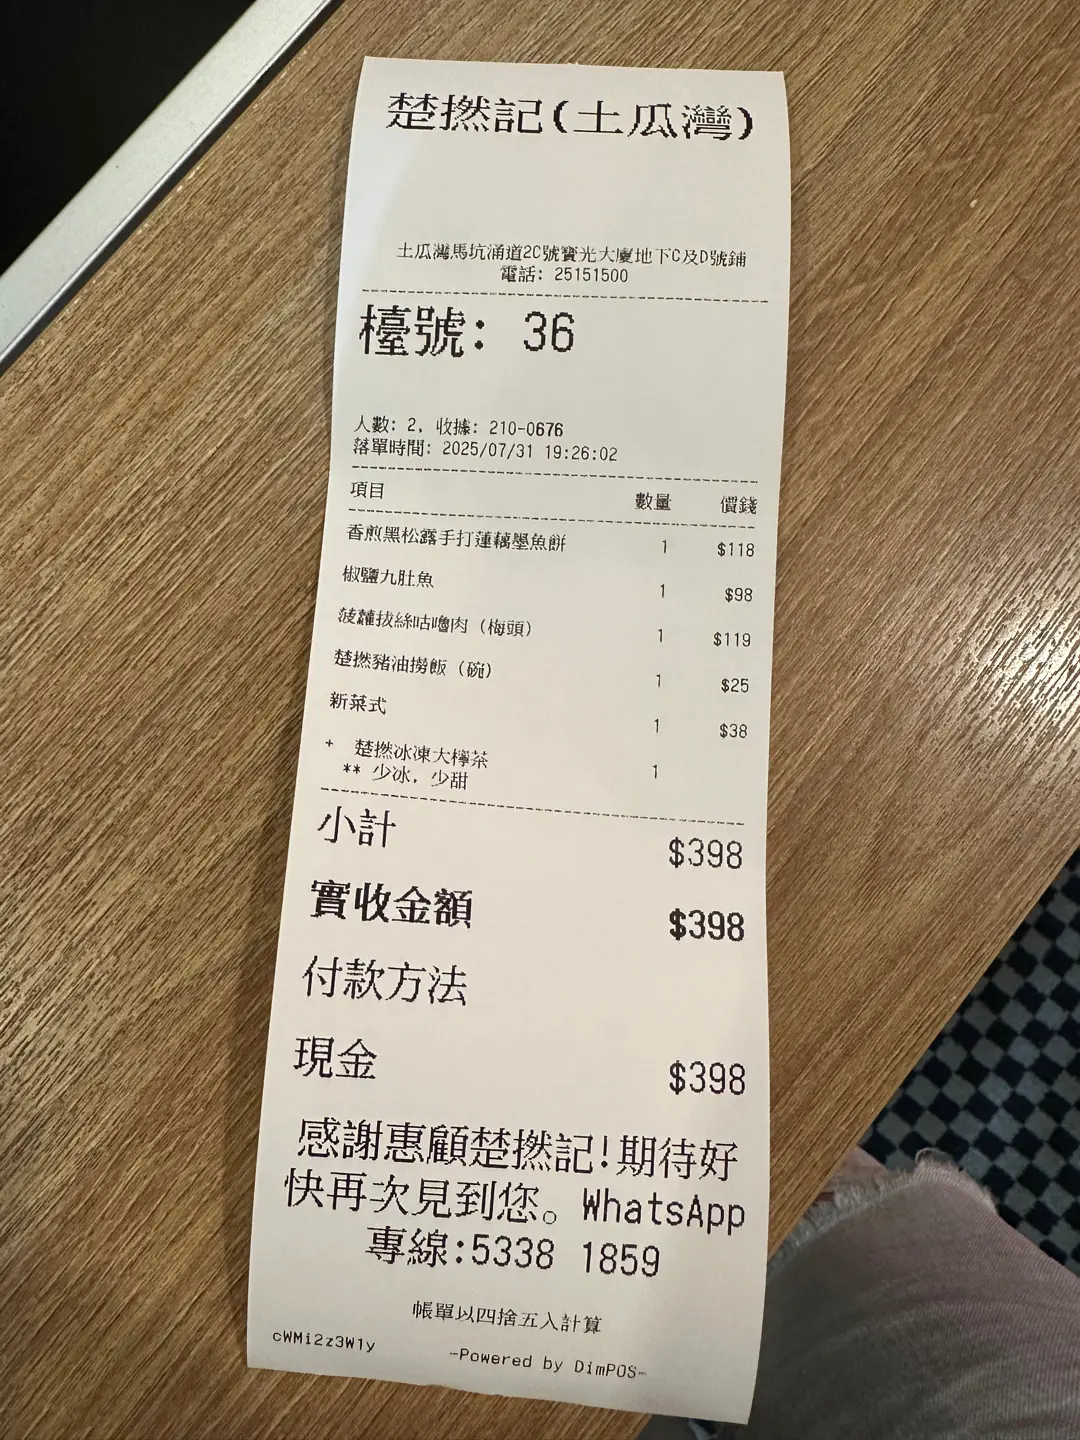 楚撚記(土瓜灣)
土瓜灣馬坑涌道2C號寶光大廈地下C及D號鋪
電話: 25151500
檯號: 36
人數: 2, 收據: 210-0676
落單時間: 2025/07/31 19:26:02
項目 數量 價錢
香煎黑松露手打蓮藕墨魚餅 1 $118
椒鹽九肚魚 1 $98
菠蘿拔絲咕嚕肉 (梅頭) 1 $119
楚撚豬油撈飯 (碗) 1 $25
新菜式 1 $38
+ 楚撚冰凍大檸茶 1
** 少冰, 少甜
小計 $398
實收金額 $398
付款方法
現金 $398
感謝惠顧楚撚記!期待好
快再次見到您。WhatsApp
專線:5338 1859
帳單以四捨五入計算
cWMi2z3W1y
-Powered by DimPOS-